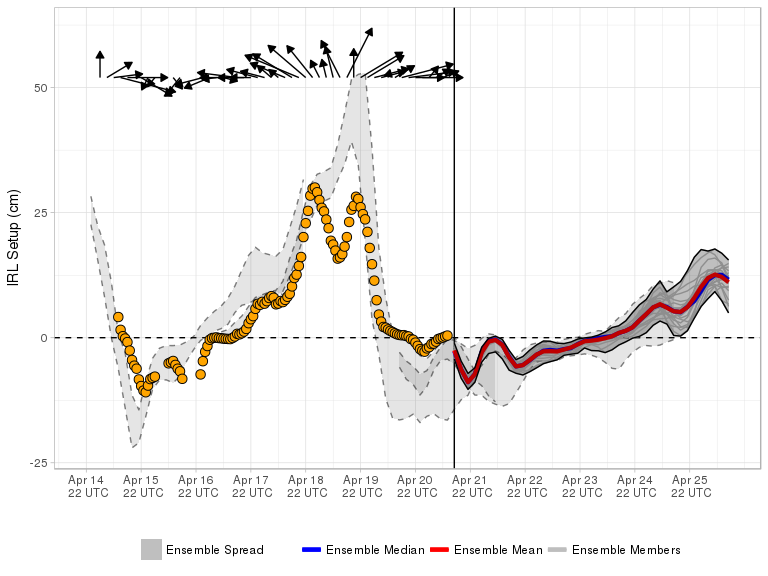 50
25
0
-25
IRL Setup (cm)
Apr 14 Apr 15 Apr 16 Apr 17 Apr 18 Apr 19 Apr 20 Apr 21 Apr 22 Apr 23 Apr 24 Apr 25
22 UTC 22 UTC 22 UTC 22 UTC 22 UTC 22 UTC 22 UTC 22 UTC 22 UTC 22 UTC 22 UTC 22 UTC
Ensemble Spread Ensemble Median Ensemble Mean Ensemble Members